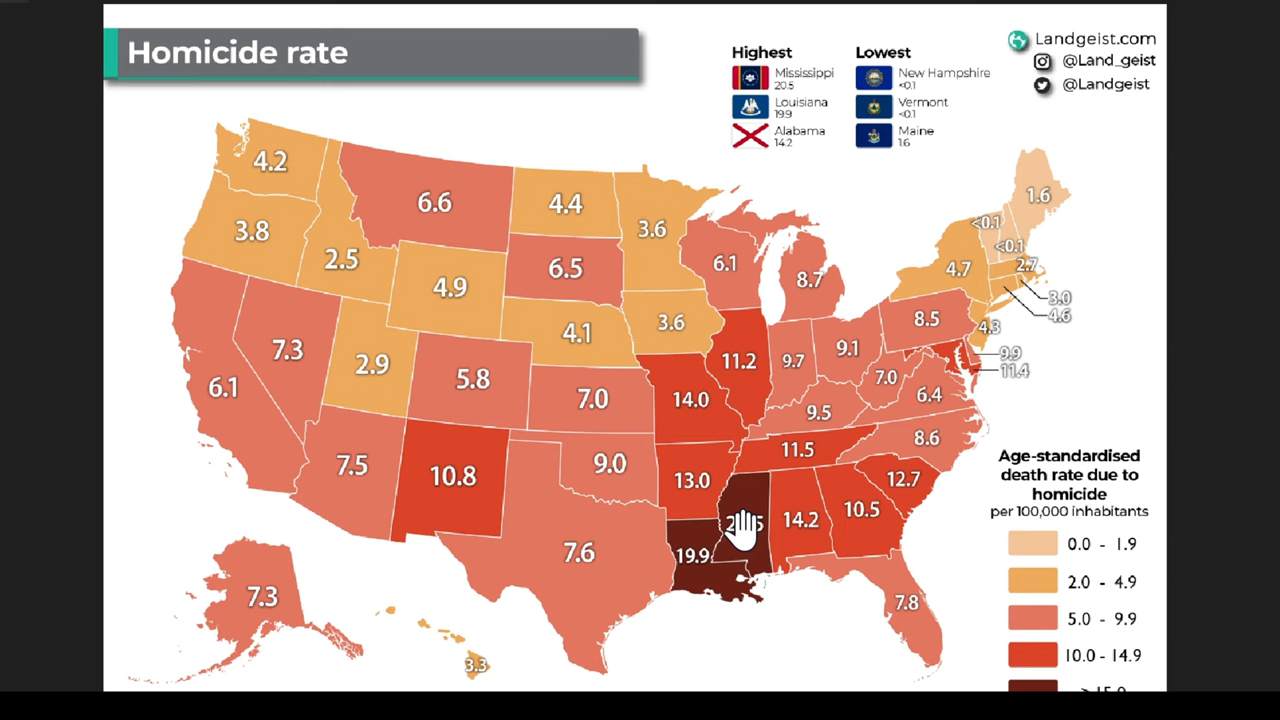 Homicide rate
Highest
Mississippi
20.5
Louisiana
19.9
Alabama
14.2
Lowest
New Hampshire
<0.1
Vermont
<0.1
Maine
1.6
Landgeist.com
@Land_geist
@Landgeist
4.2
6.6
4.4
3.6
1.6
<0.1
3.8
2.5
6.5
6.1
8.7
4.7
<0.1
2.7
4.9
3.0
4.6
7.3
4.1
3.6
8.5
4.3
2.9
5.8
11.2
9.7
9.1
9.9
11.4
6.1
7.0
14.0
7.0
6.4
9.5
7.5
10.8
9.0
11.5
8.6
13.0
12.7
7.6
19.9
14.2
10.5
7.3
3.3
7.8
Age-standardised
death rate due to
homicide
per 100,000 inhabitants
0.0 - 1.9
2.0 - 4.9
5.0 - 9.9
10.0 - 14.9